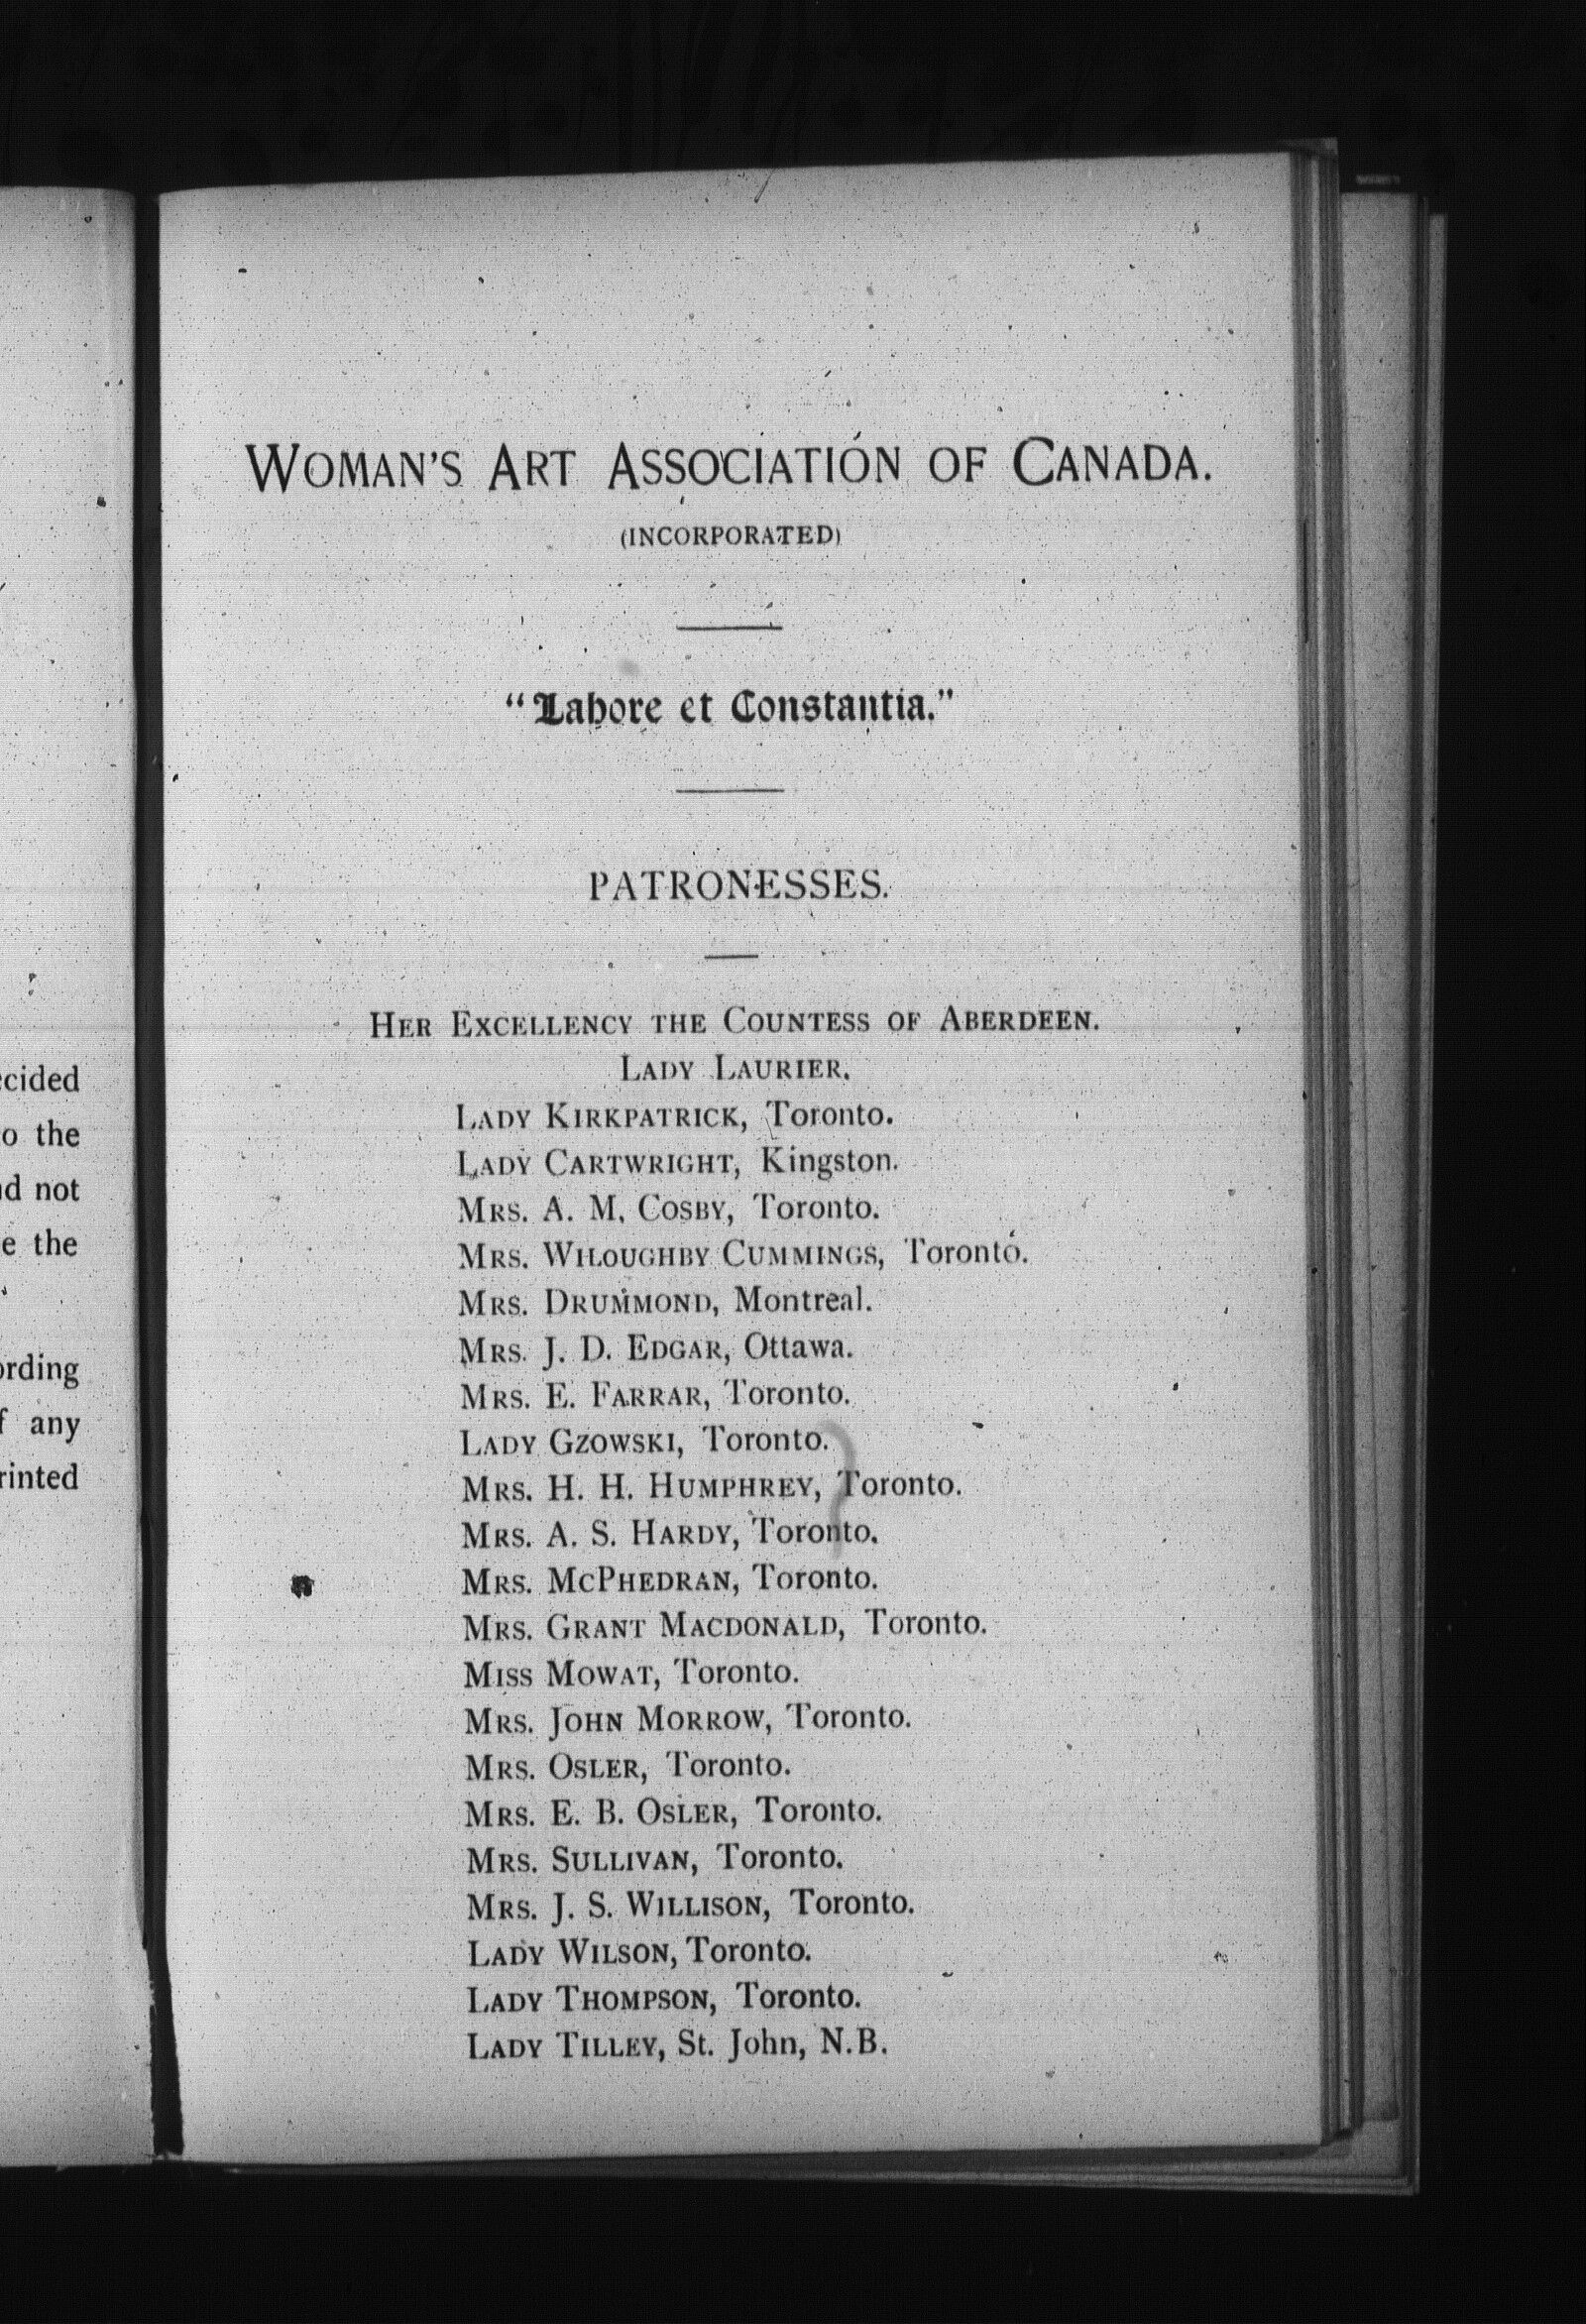 WOMAN'S ART ASSOCIATION OF CANADA.
(INCORPORATED)
"Labore et Constantia."
PATRONESSES.
HER EXCELLENCY THE COUNTESS OF ABERDEEN.
LADY LAURIER.
LADY KIRKPATRICK, Toronto.
LADY CARTWRIGHT, Kingston.
MRS. A. M. COSBY, Toronto.
MRS. WILOUGHBY CUMMINGS, Toronto.
MRS. DRUMMOND, Montreal.
MRS. J. D. EDGAR, Ottawa.
MRS. E. FARRAR, Toronto.
LADY GZOWSKI, Toronto.
MRS. H. H. HUMPHREY, Toronto.
MRS. A. S. HARDY, Toronto.
MRS. MCPHEDRAN, Toronto.
MRS. GRANT MACDONALD, Toronto.
MISS MOWAT, Toronto.
MRS. JOHN MORROW, Toronto.
MRS. OSLER, Toronto.
MRS. E. B. OSLER, Toronto.
MRS. SULLIVAN, Toronto.
MRS. J. S. WILLISON, Toronto.
LADY WILSON, Toronto.
LADY THOMPSON, Toronto.
LADY TILLEY, St. John, N.B.
the
not
the
any